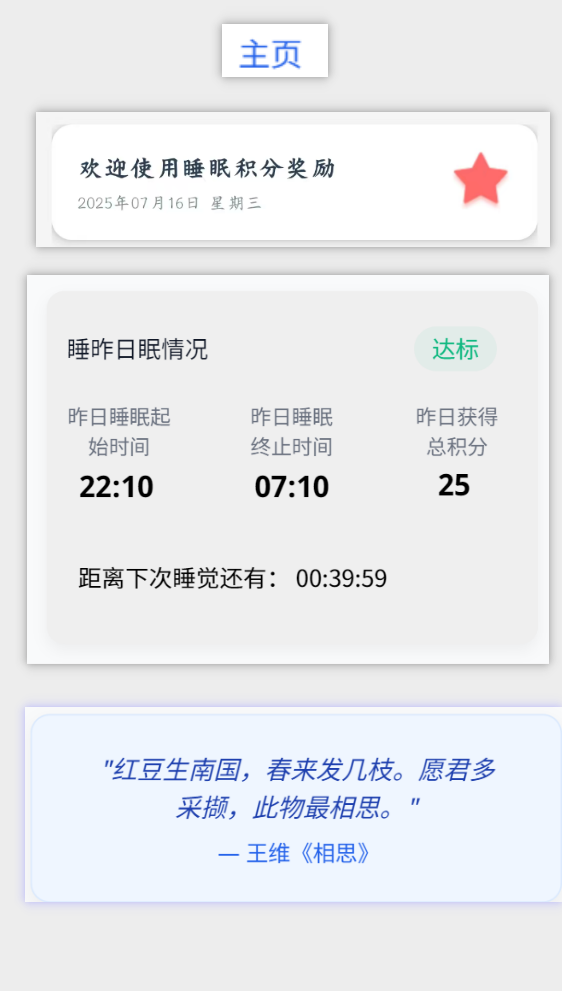 主页
欢迎使用睡眠积分奖励
2025年07月16日 星期三
睡昨日眠情况
达标
昨日睡眠起
始时间
22:10
昨日睡眠
终止时间
07:10
昨日获得
总积分
25
距离下次睡觉还有： 00:39:59
"红豆生南国，春来发几枝。愿君多
采撷，此物最相思。"
— 王维《相思》